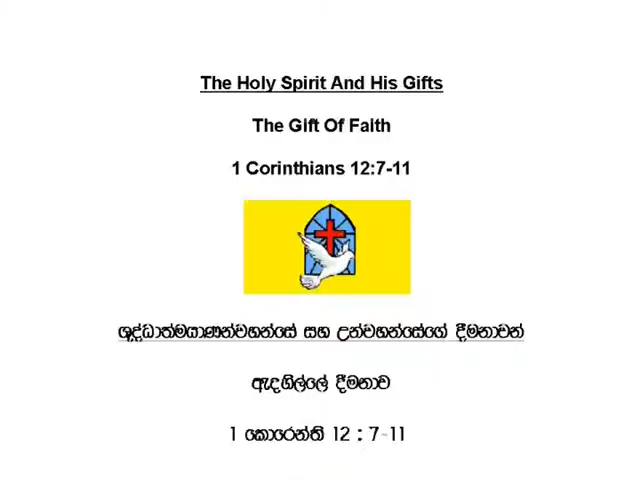 The Holy Spirit And His Gifts
The Gift Of Faith
1 Corinthians 12:7-11
ශුද්ධාත්මයාණන්වහන්සේ සහ උන්වහන්සේගේ දීමනාවන්
ඇදගිල්ලේ දීමනාව
1 කොරෙන්ති 12 : 7-11